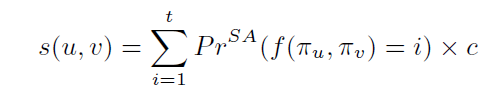 s(u, v) = \sum_{i=1}^{t} Pr^{SA}(f(\pi_u, \pi_v) = i) \times c